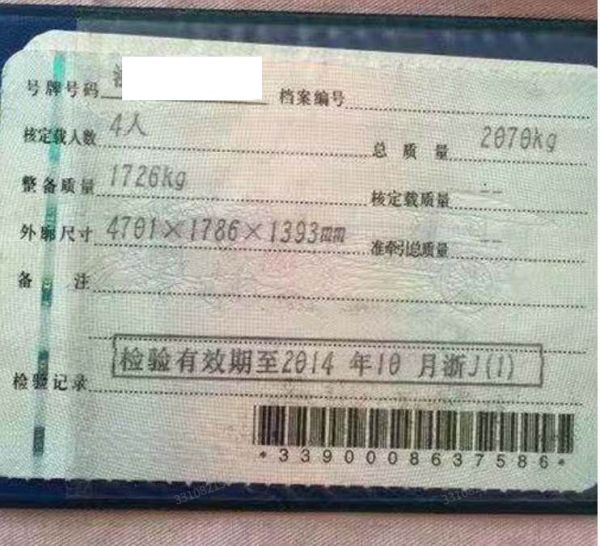 号牌号码 浙
档案编号
核定载人数 4人
总质量 2070kg
整备质量 1726kg
核定载质量 --
外廓尺寸 4701×1786×1393mm
准牵引总质量 --
备注
检验有效期至2014 年10 月浙J(1)
检验记录
*3390008637586*